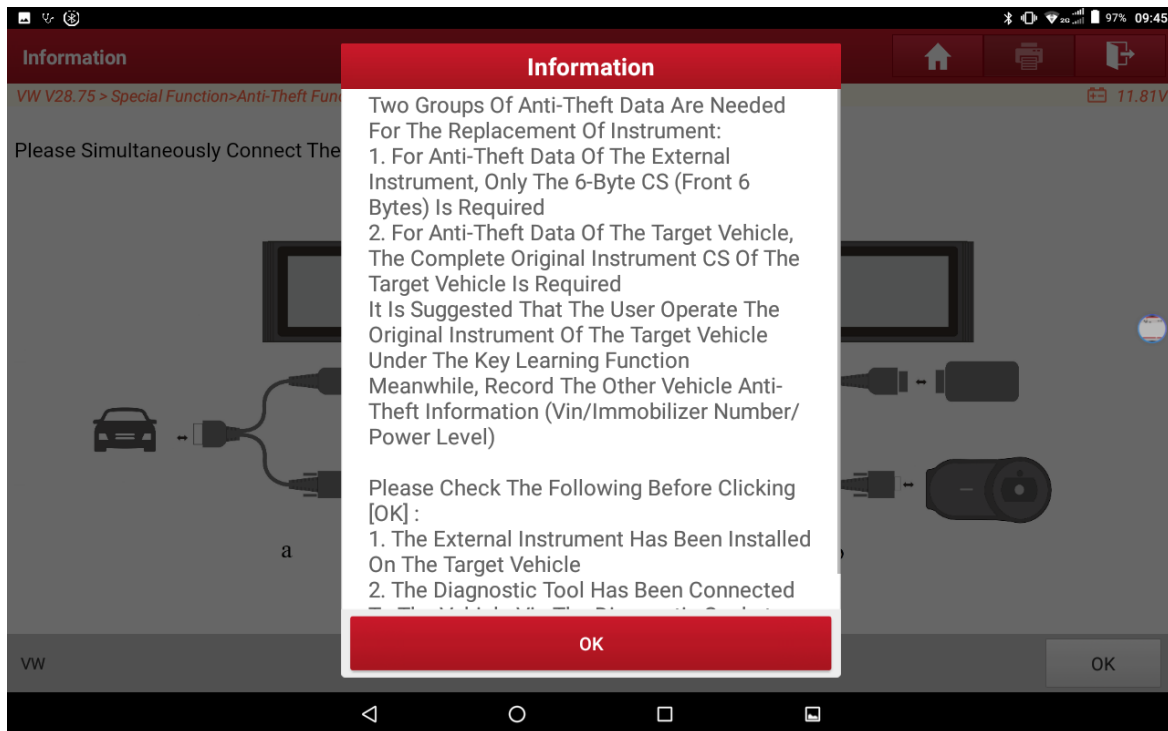 97% 09:45
Information
VW V28.75 > Special Function>Anti-Theft Fun
11.81V
Please Simultaneously Connect The
Information
Two Groups Of Anti-Theft Data Are Needed
For The Replacement Of Instrument:
1. For Anti-Theft Data Of The External
Instrument, Only The 6-Byte CS (Front 6
Bytes) Is Required
2. For Anti-Theft Data Of The Target Vehicle,
The Complete Original Instrument CS Of The
Target Vehicle Is Required
It Is Suggested That The User Operate The
Original Instrument Of The Target Vehicle
Under The Key Learning Function
Meanwhile, Record The Other Vehicle Anti-
Theft Information (Vin/Immobilizer Number/
Power Level)
Please Check The Following Before Clicking
[OK] :
1. The External Instrument Has Been Installed
On The Target Vehicle
2. The Diagnostic Tool Has Been Connected
OK
a
VW
OK